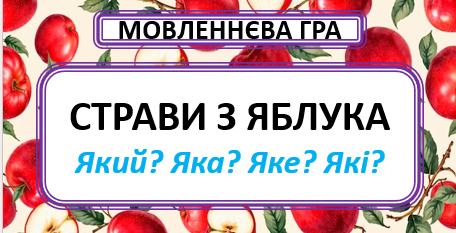 МОВЛЕННЄВА ГРА
СТРАВИ З ЯБЛУКА
Який? Яка? Яке? Які?